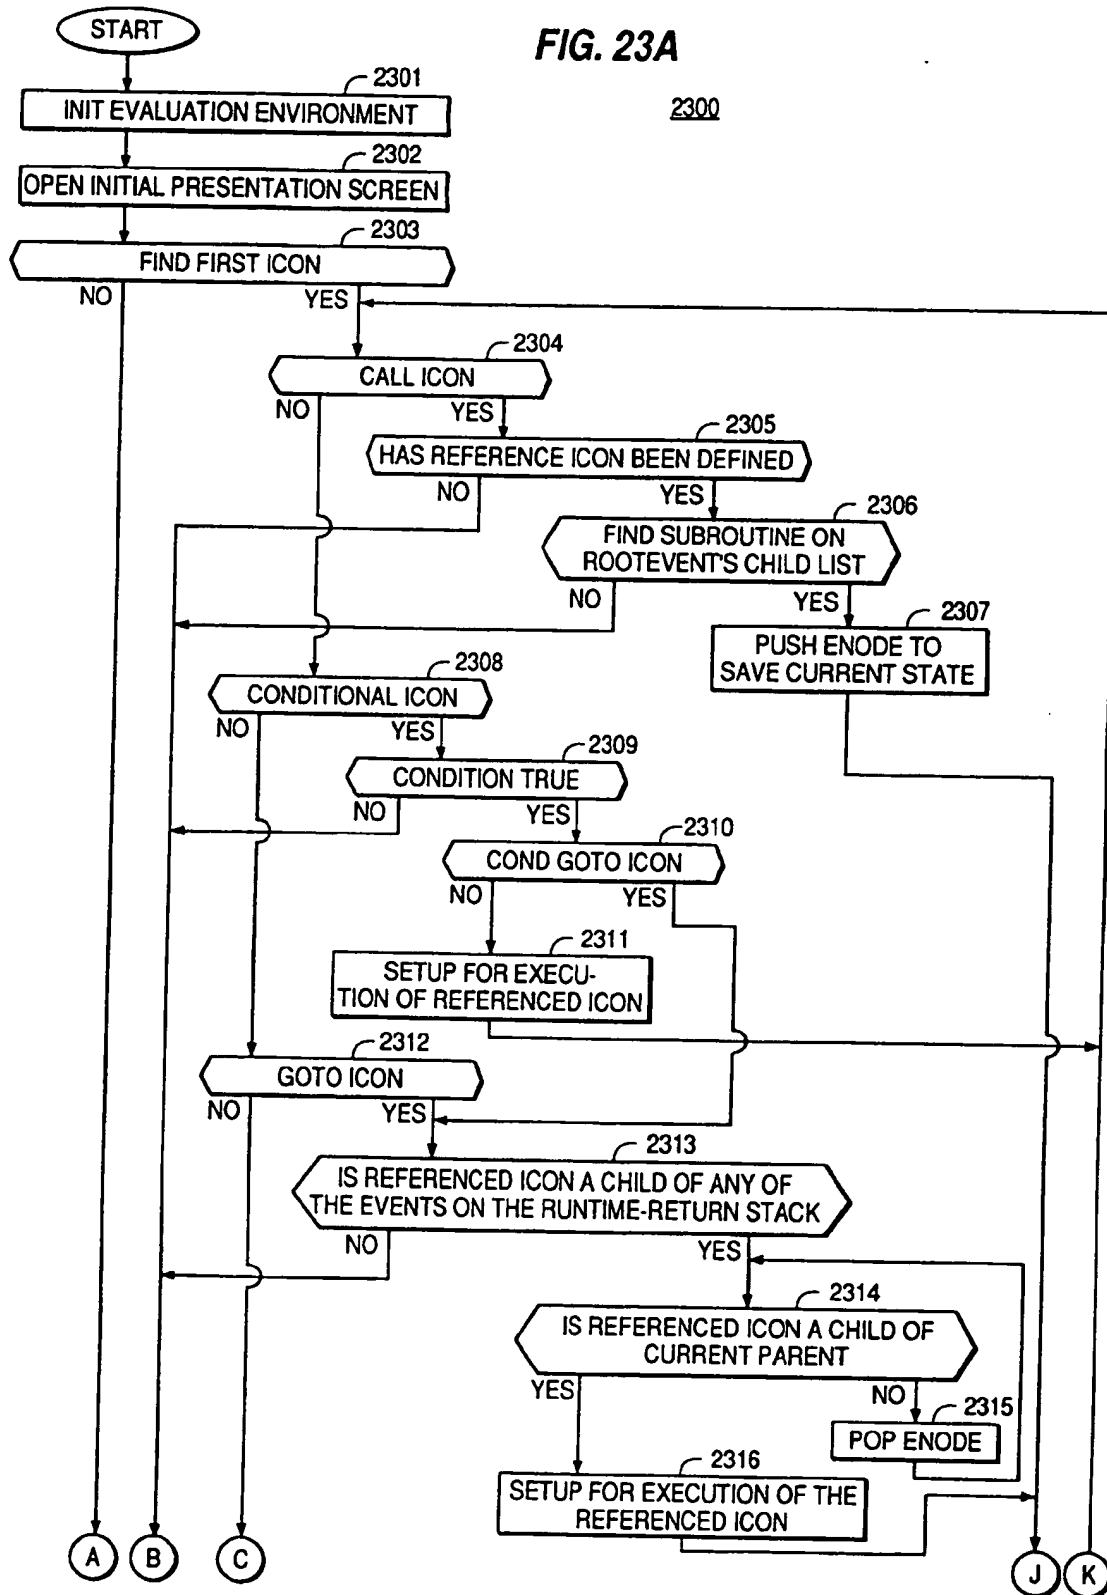 START
FIG. 23A
2300
2301
INIT EVALUATION ENVIRONMENT
2302
OPEN INITIAL PRESENTATION SCREEN
2303
FIND FIRST ICON
NO
YES
2304
CALL ICON
NO
YES
2305
HAS REFERENCE ICON BEEN DEFINED
NO
YES
2306
FIND SUBROUTINE ON
ROOTEVENT'S CHILD LIST
NO
YES
2307
PUSH ENODE TO
SAVE CURRENT STATE
2308
CONDITIONAL ICON
NO
YES
2309
CONDITION TRUE
NO
YES
2310
COND GOTO ICON
NO
YES
2311
SETUP FOR EXECU-
TION OF REFERENCED ICON
2312
GOTO ICON
NO
YES
2313
IS REFERENCED ICON A CHILD OF ANY OF
THE EVENTS ON THE RUNTIME-RETURN STACK
NO
YES
2314
IS REFERENCED ICON A CHILD OF
CURRENT PARENT
YES
NO
2315
POP ENODE
2316
SETUP FOR EXECUTION OF THE
REFERENCED ICON
A
B
C
J
K